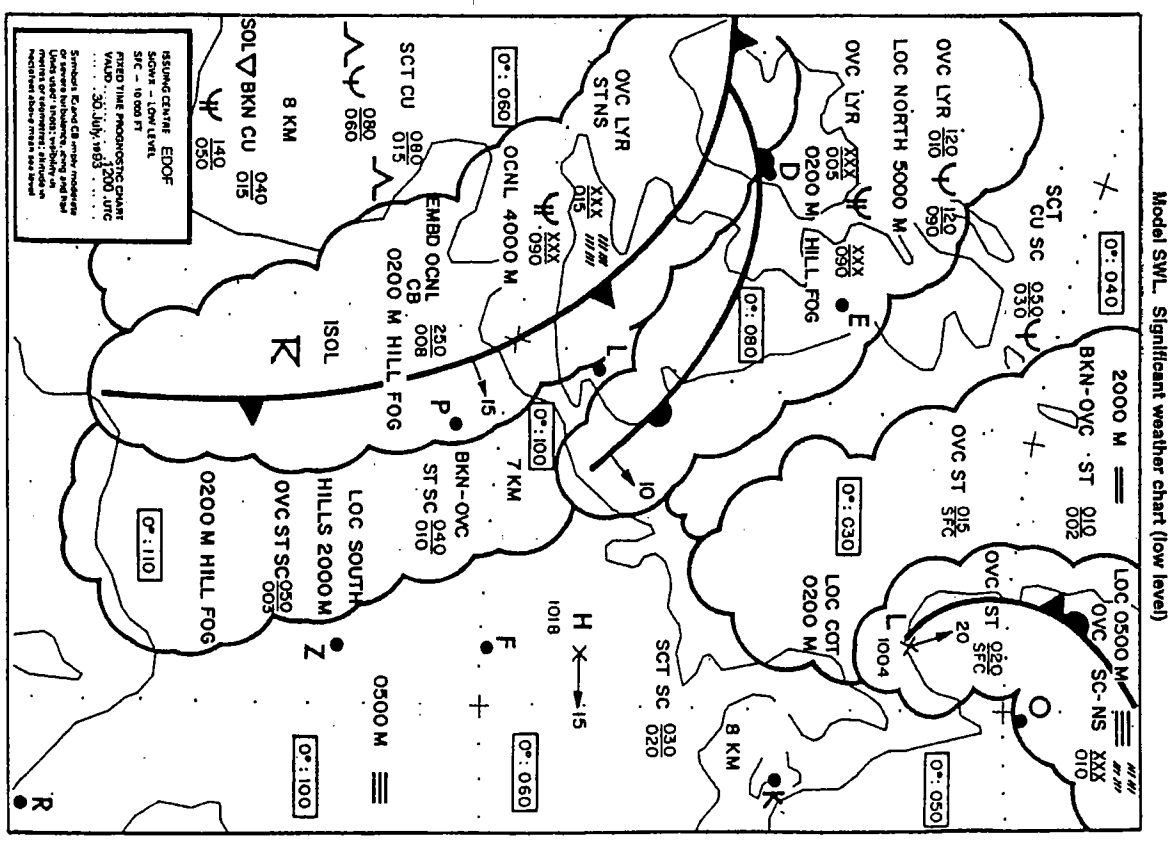 Model SWL. Significant weather chart (low level)
2000 M
BKN-OVC ST 010
002
LOC 0500 M
OVC SC-NS XXX
010
0°:040
SCT
CU SC 050
030
O
OVC LYR 120
010
120
090
LOC NORTH 5000 M
OVC LYR XXX
005
0200 M HILL FOG
XXX
090
E
D
0°:080
OVC ST 015
SFC
OVC ST 020
SFC
20
L
1004
0°:050
0°:030
LOC COT
0200 M
8 KM
K
SCT SC 030
020
OVC LYR
ST NS
XXX
015
XXX
090
L
10
H
1018
15
0°:060
0°:100
7 KM
0°:060
OCNL 4000 M
15
F
P
BKN-OVC
ST SC 040
010
SCT CU 080
015
080
060
EMBD OCNL
CB 250
008
0200 M HILL FOG
0500 M
LOC SOUTH
HILLS 2000 M
OVC ST SC 050
003
0200 M HILL FOG
Z
ISOL
R
8 KM
0°:100
SOL BKN CU 040
015
140
050
0°:110
R
ISSUING CENTRE EDOF
SIGWX - LOW LEVEL
SFC - 10 000 FT
FIXED TIME PROGNOSTIC CHART
VALID . . . . . . 1200 . UTC
. . . . . 30.July.1993 . . . . .
Symbols and CB imply moderate
or severe turbulence, icing and hail
Units used: knots; visibility in
metres or kilometres; altitude in
hectofeet above mean sea level